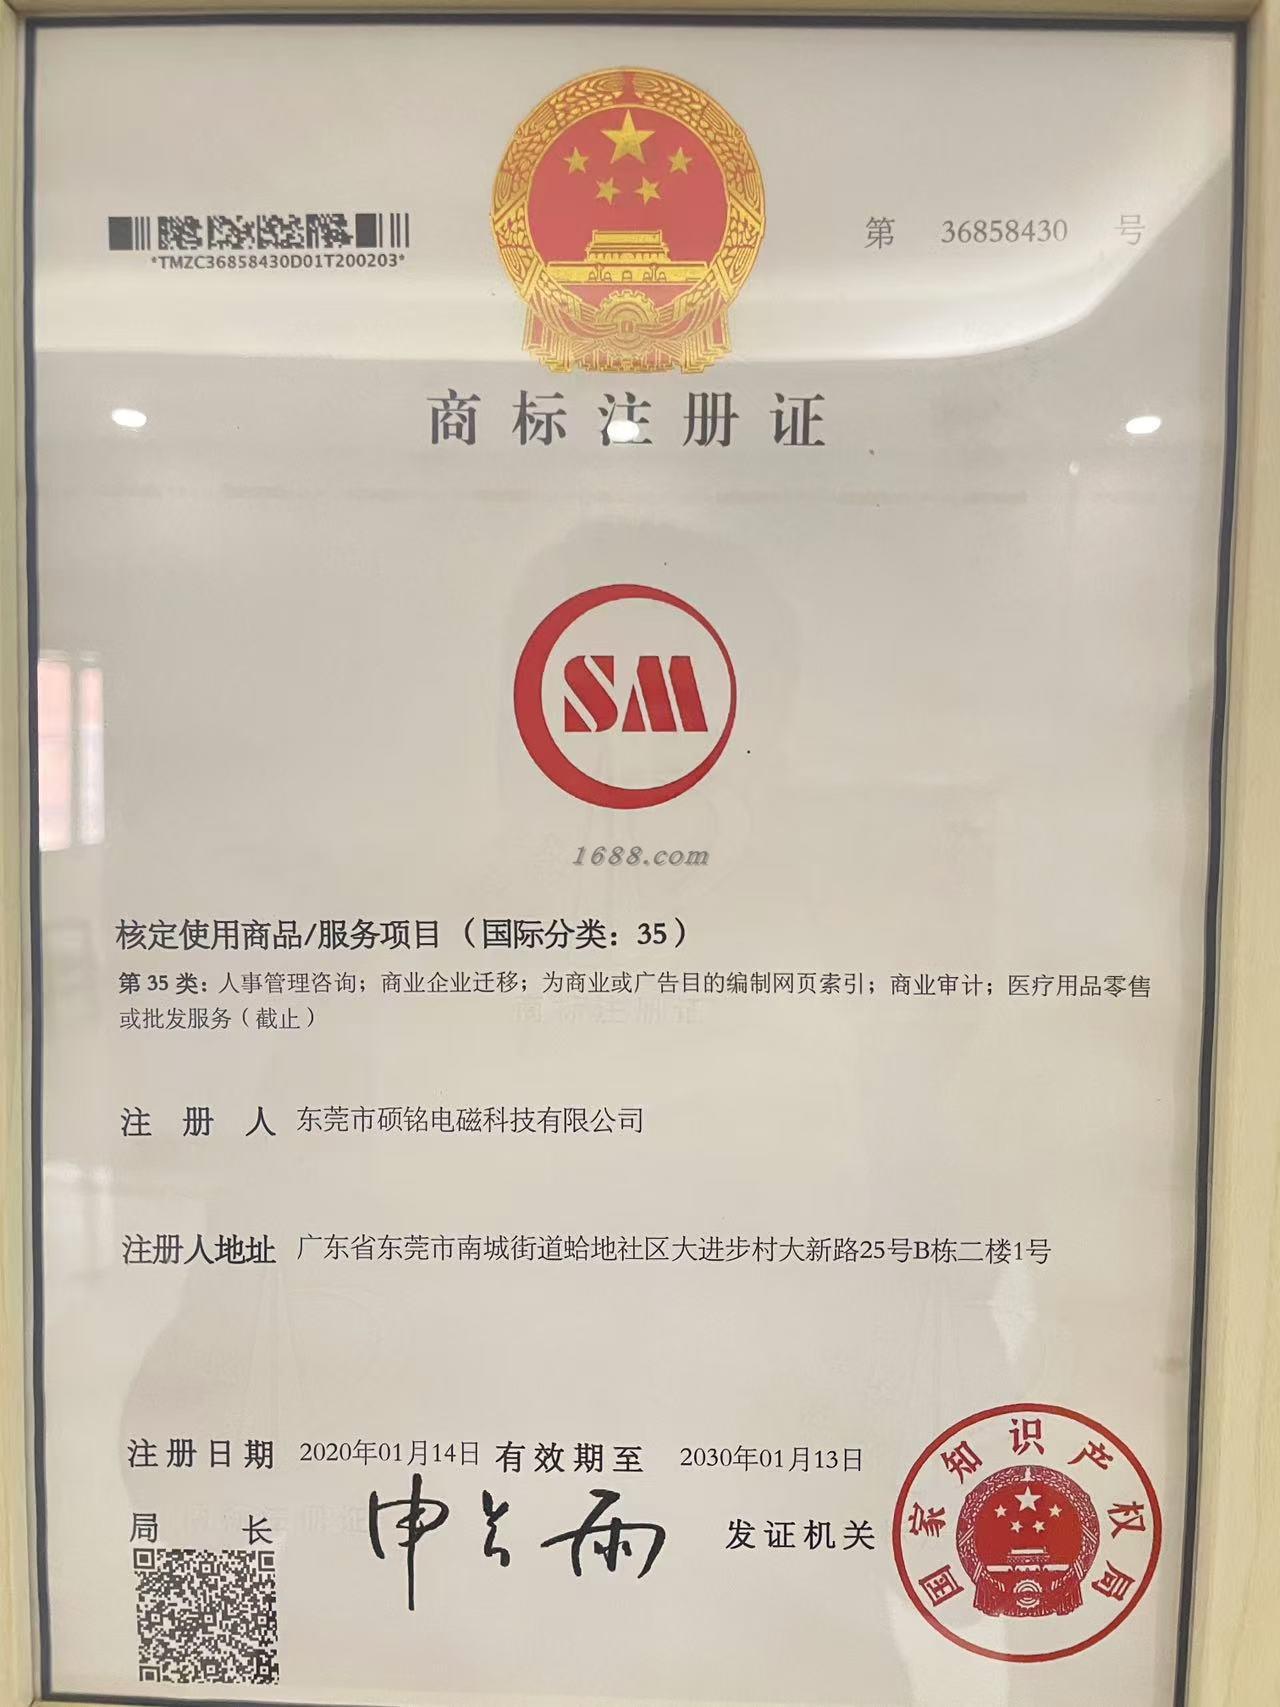 *TMZC36858430D01T200203*
第 36858430 号
商标注册证
SM
1688.com
核定使用商品/服务项目（国际分类：35）
第 35 类：人事管理咨询；商业企业迁移；为商业或广告目的编制网页索引；商业审计；医疗用品零售
或批发服务（截止）
注册人 东莞市硕铭电磁科技有限公司
注册人地址 广东省东莞市南城街道蛤地社区大进步村大新路25号B栋二楼1号
注册日期 2020年01月14日 有效期至 2030年01月13日
局长 申长雨 发证机关
国家知识产权局